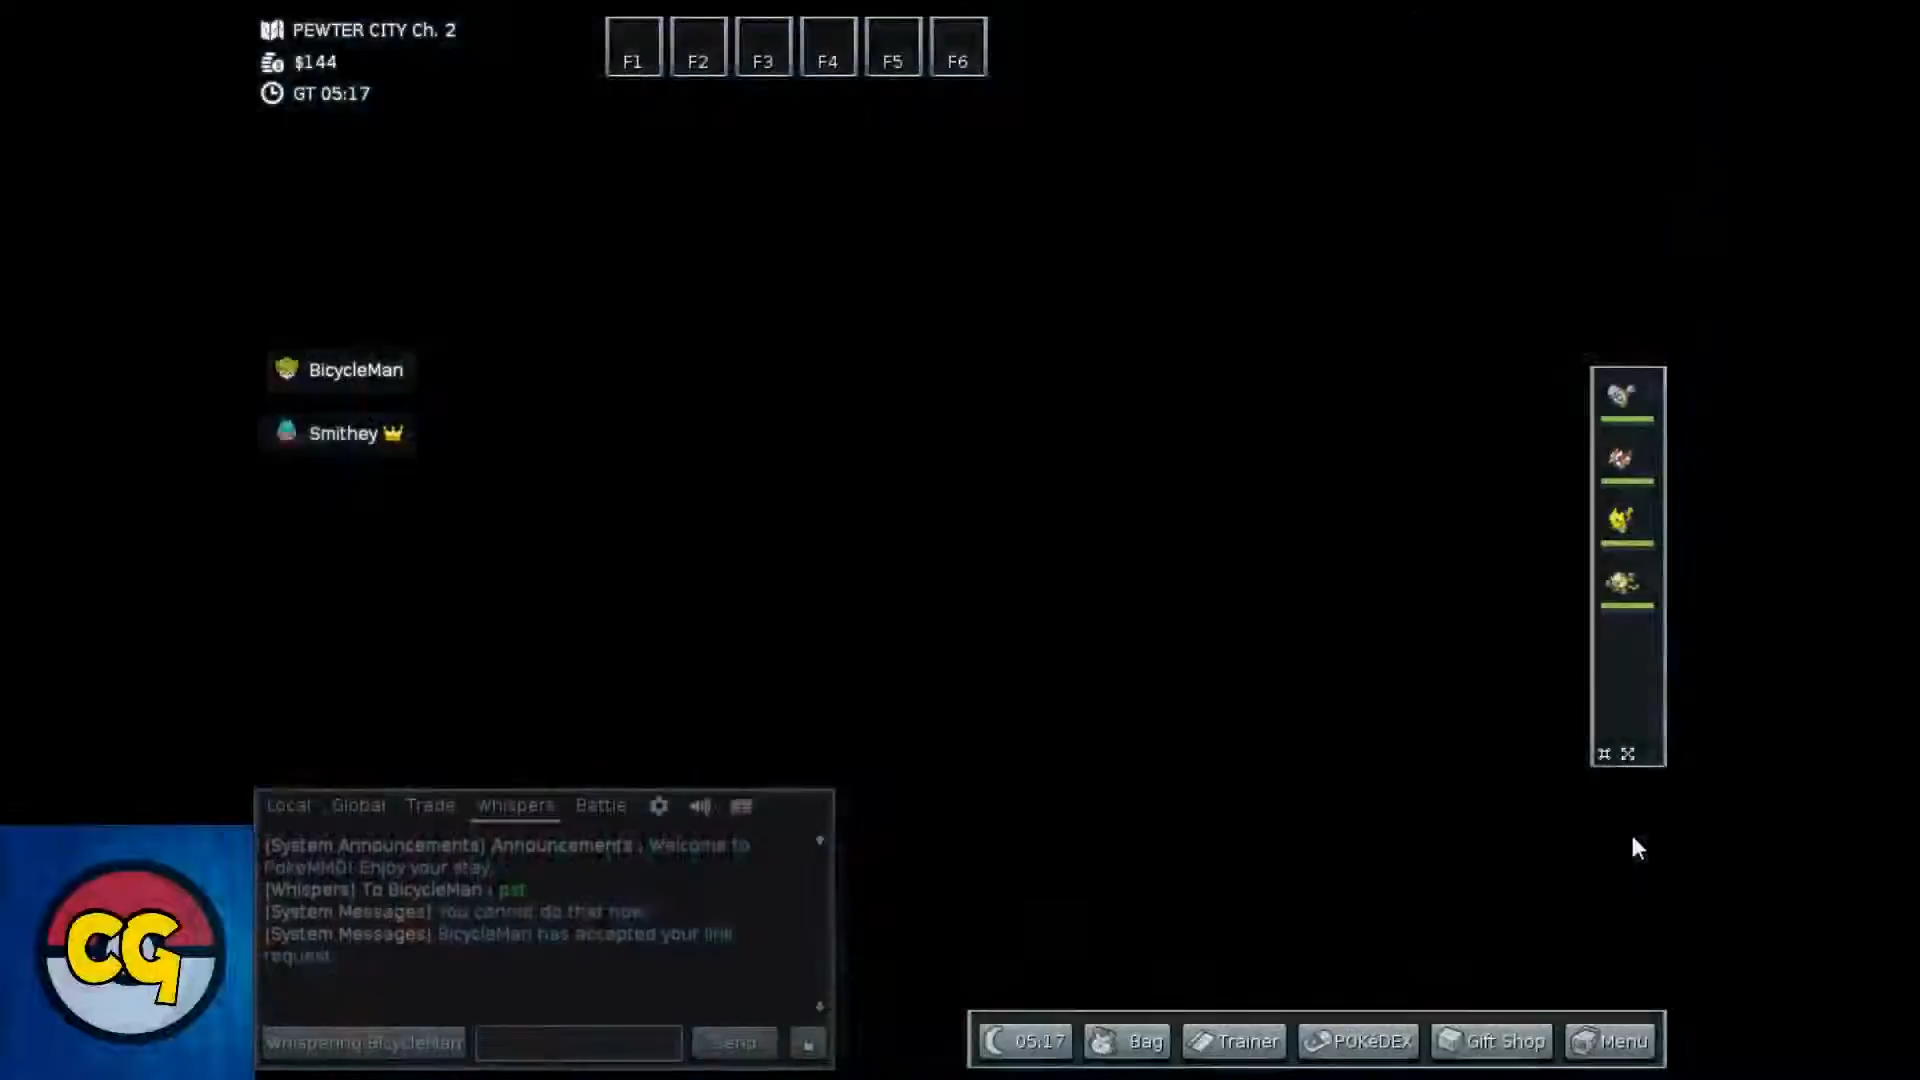 PEWTER CITY Ch. 2
$144
GT 05:17
F1 F2 F3 F4 F5 F6
BicycleMan
Smithey
Local Global Trade Whispers Battle
[System Announcements] Announcements : Welcome to
PokeMMO! Enjoy your stay.
[Whispers] To BicycleMan : pst
[System Messages] You cannot do that now.
[System Messages] BicycleMan has accepted your link
request.
Whispering BicycleMan Send
05:17 Bag Trainer POKéDEX Gift Shop Menu
CG